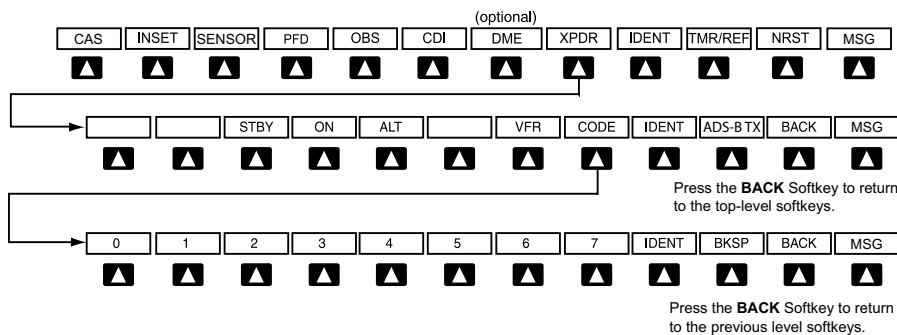 (optional)
CAS INSET SENSOR PFD OBS CDI DME XPDR IDENT TMR/REF NRST MSG
STBY ON ALT VFR CODE IDENT ADS-B TX BACK MSG
Press the BACK Softkey to return
to the top-level softkeys.
0 1 2 3 4 5 6 7 IDENT BKSP BACK MSG
Press the BACK Softkey to return
to the previous level softkeys.